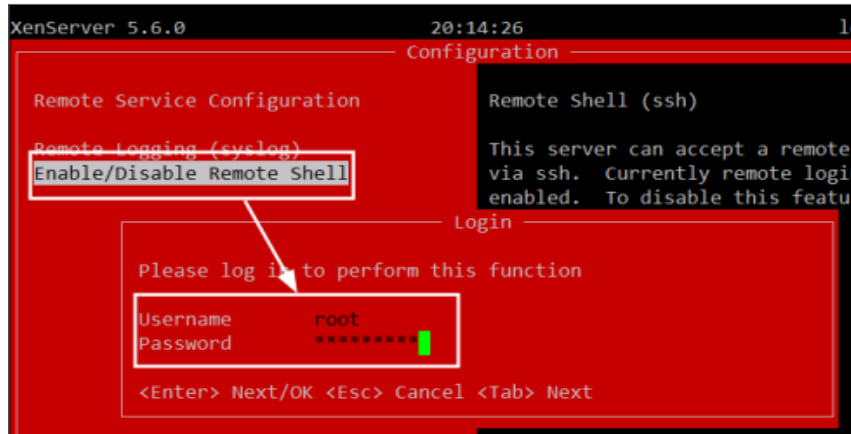 XenServer 5.6.0 20:14:26
Configuration
Remote Service Configuration
Remote Logging (syslog)
Enable/Disable Remote Shell
Remote Shell (ssh)
This server can accept a remote
via ssh. Currently remote logi
enabled. To disable this featu
Login
Please log in to perform this function
Username root
Password *********
<Enter> Next/OK <Esc> Cancel <Tab> Next